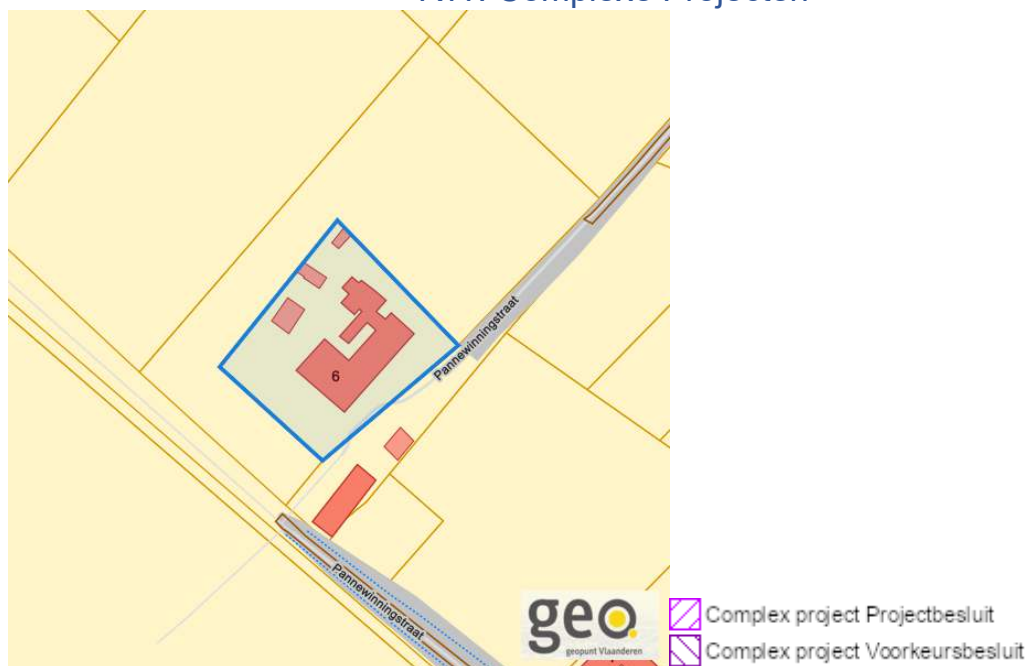 Pannewinningstraat
6
Pannewinningstraat
geo
geopunt Vlaanderen
Complex project Projectbesluit
Complex project Voorkeursbesluit